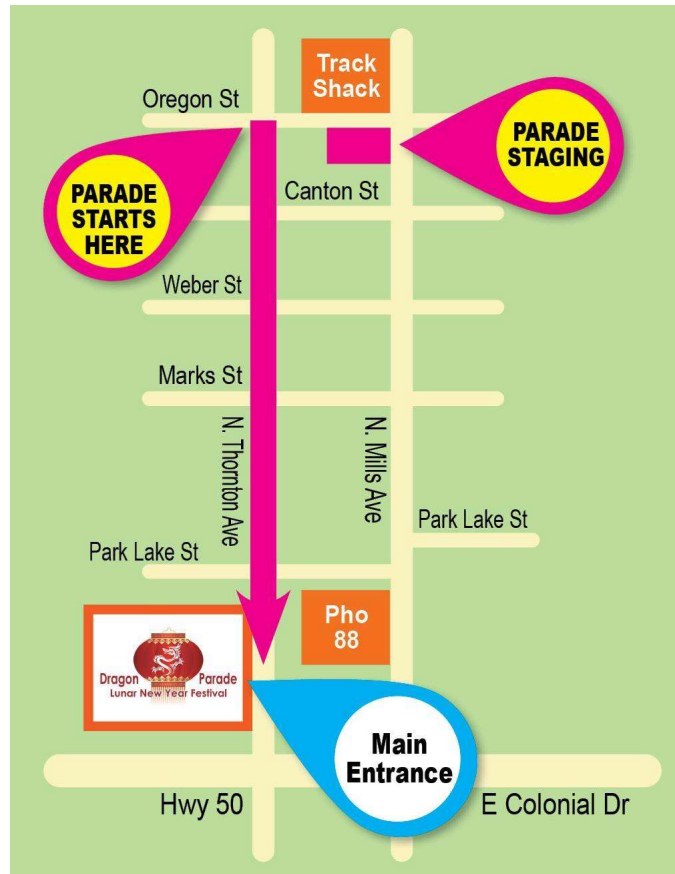 Track
Shack
Oregon St
PARADE
STAGING
PARADE
STARTS
HERE
Canton St
Weber St
Marks St
N. Thornton Ave
N. Mills Ave
Park Lake St
Park Lake St
Pho
88
Dragon Parade
Lunar New Year Festival
Main
Entrance
Hwy 50
E Colonial Dr